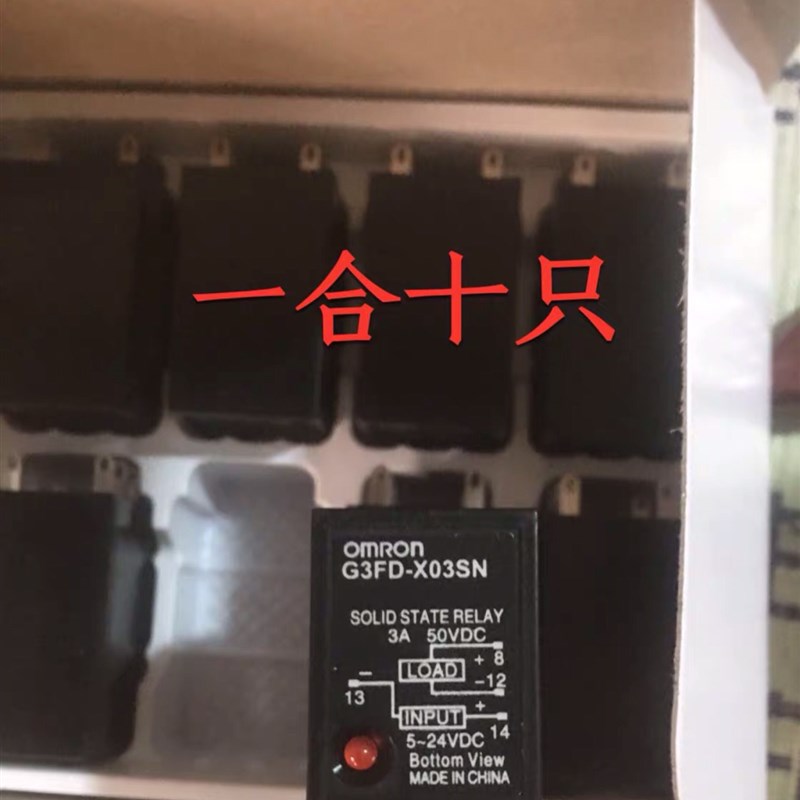 一合十只
omron
G3FD-X03SN
SOLID STATE RELAY
3A 50VDC
+ 8
LOAD
-12
−
13
+
INPUT
14
5-24VDC
Bottom View
MADE IN CHINA